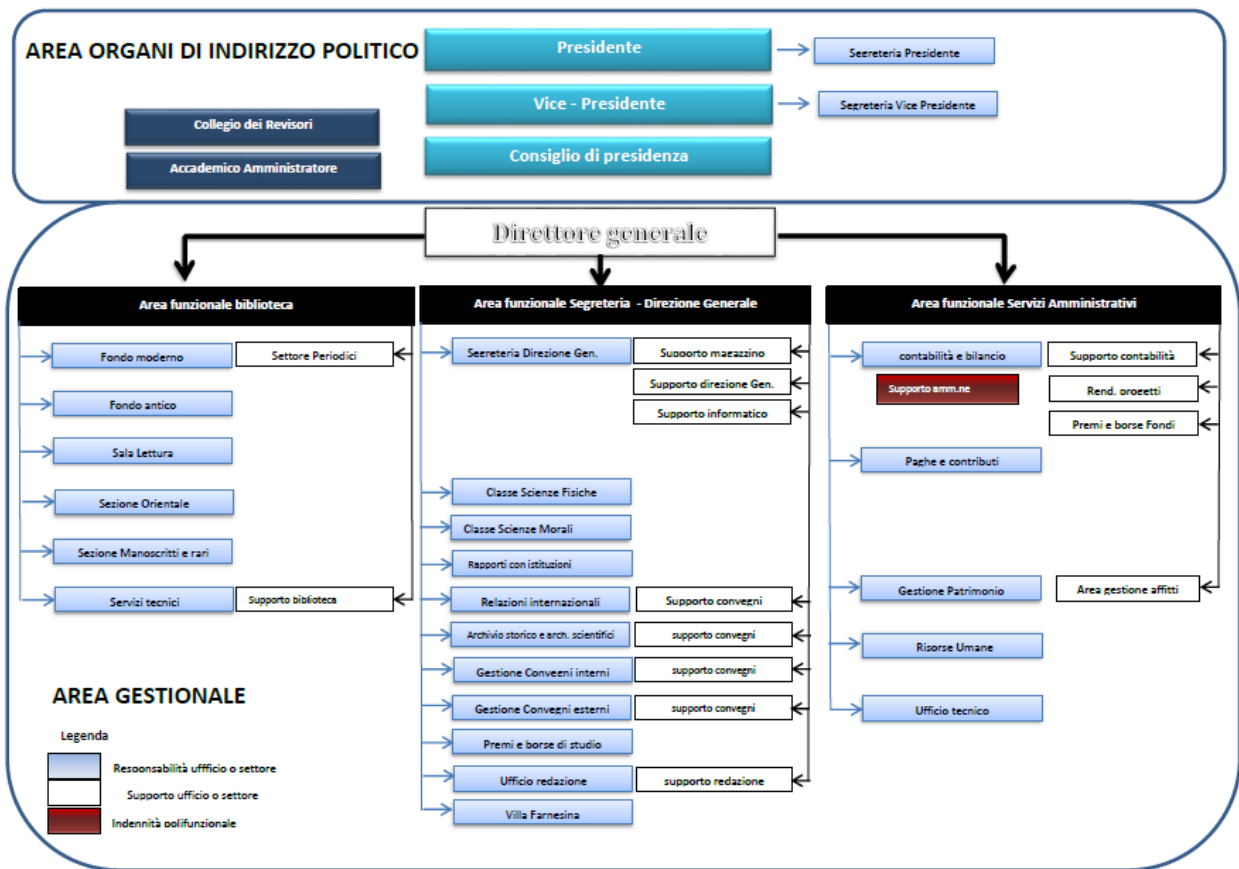 AREA ORGANI DI INDIRIZZO POLITICO
Presidente
Segreteria Presidente
Vice - Presidente
Segreteria Vice Presidente
Collegio dei Revisori
Consiglio di presidenza
Accademico Amministratore
Direttore generale
Area funzionale biblioteca
Fondo moderno
Settore Periodici
Fondo antico
Sala Lettura
Sezione Orientale
Sezione Manoscritti e rari
Servizi tecnici
Supporto biblioteca
Area funzionale Segreteria - Direzione Generale
Segreteria Direzione Gen.
Supporto magazzino
Supporto direzione Gen.
Supporto informatico
Classe Scienze Fisiche
Classe Scienze Morali
Rapporti con istituzioni
Relazioni internazionali
Supporto convegni
Archivio storico e arch. scientifici
supporto convegni
Gestione Convegni interni
supporto convegni
Gestione Convegni esterni
supporto convegni
Premi e borse di studio
Ufficio redazione
supporto redazione
Villa Farnesina
Area funzionale Servizi Amministrativi
contabilità e bilancio
Supporto contabilità
Supporto amm.ne
Rend. progetti
Premi e borse Fondi
Paghe e contributi
Gestione Patrimonio
Area gestione affitti
Risorse Umane
Ufficio tecnico
AREA GESTIONALE
Legenda
Responsabilità ufficio o settore
Supporto ufficio o settore
Indennità polifunzionale